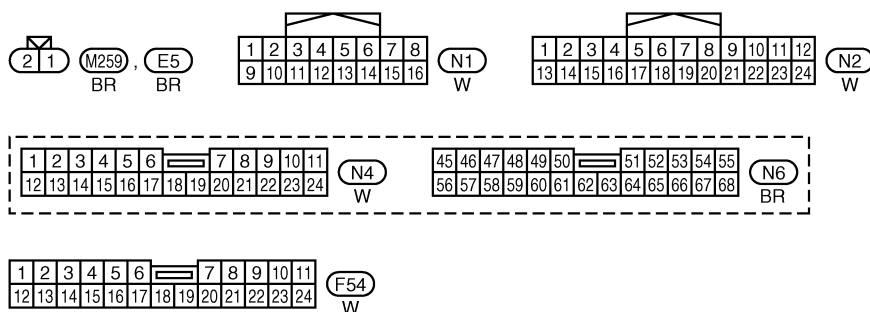 1 2 3 4 5 6 7 8
9 10 11 12 13 14 15 16
N1
W
1 2 3 4 5 6 7 8 9 10 11 12
13 14 15 16 17 18 19 20 21 22 23 24
N2
W
2 1
M259 , E5
BR BR
1 2 3 4 5 6 7 8 9 10 11
12 13 14 15 16 17 18 19 20 21 22 23 24
N4
W
45 46 47 48 49 50 51 52 53 54 55
56 57 58 59 60 61 62 63 64 65 66 67 68
N6
BR
1 2 3 4 5 6 7 8 9 10 11
12 13 14 15 16 17 18 19 20 21 22 23 24
F54
W